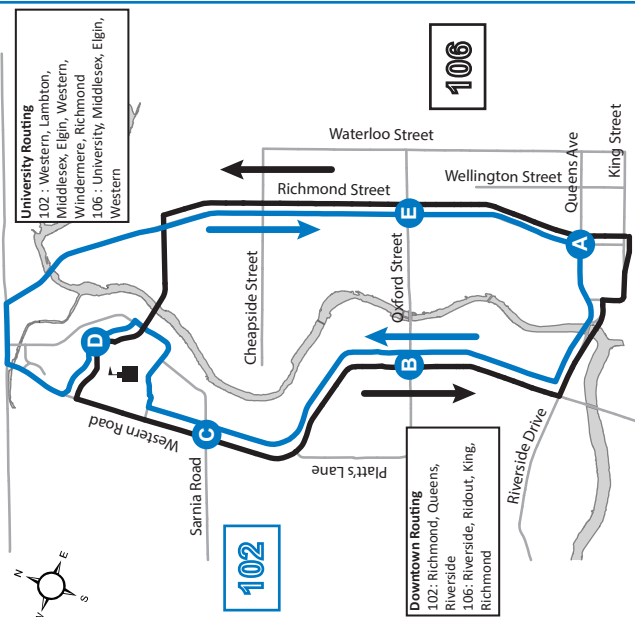 University Routing
102 : Western, Lambton,
Middlesex, Elgin, Western,
Windermere, Richmond
106 : University, Middlesex, Elgin,
Western
106
Waterloo Street
Wellington Street
Queens Ave
King Street
Richmond Street
Cheapside Street
Oxford Street
A
B
C
D
E
Western Road
Sarnia Road
Platt's Lane
Riverside Drive
102
Downtown Routing
102: Richmond, Queens,
Riverside
106: Riverside, Ridout, King,
Richmond
N
E
S
W